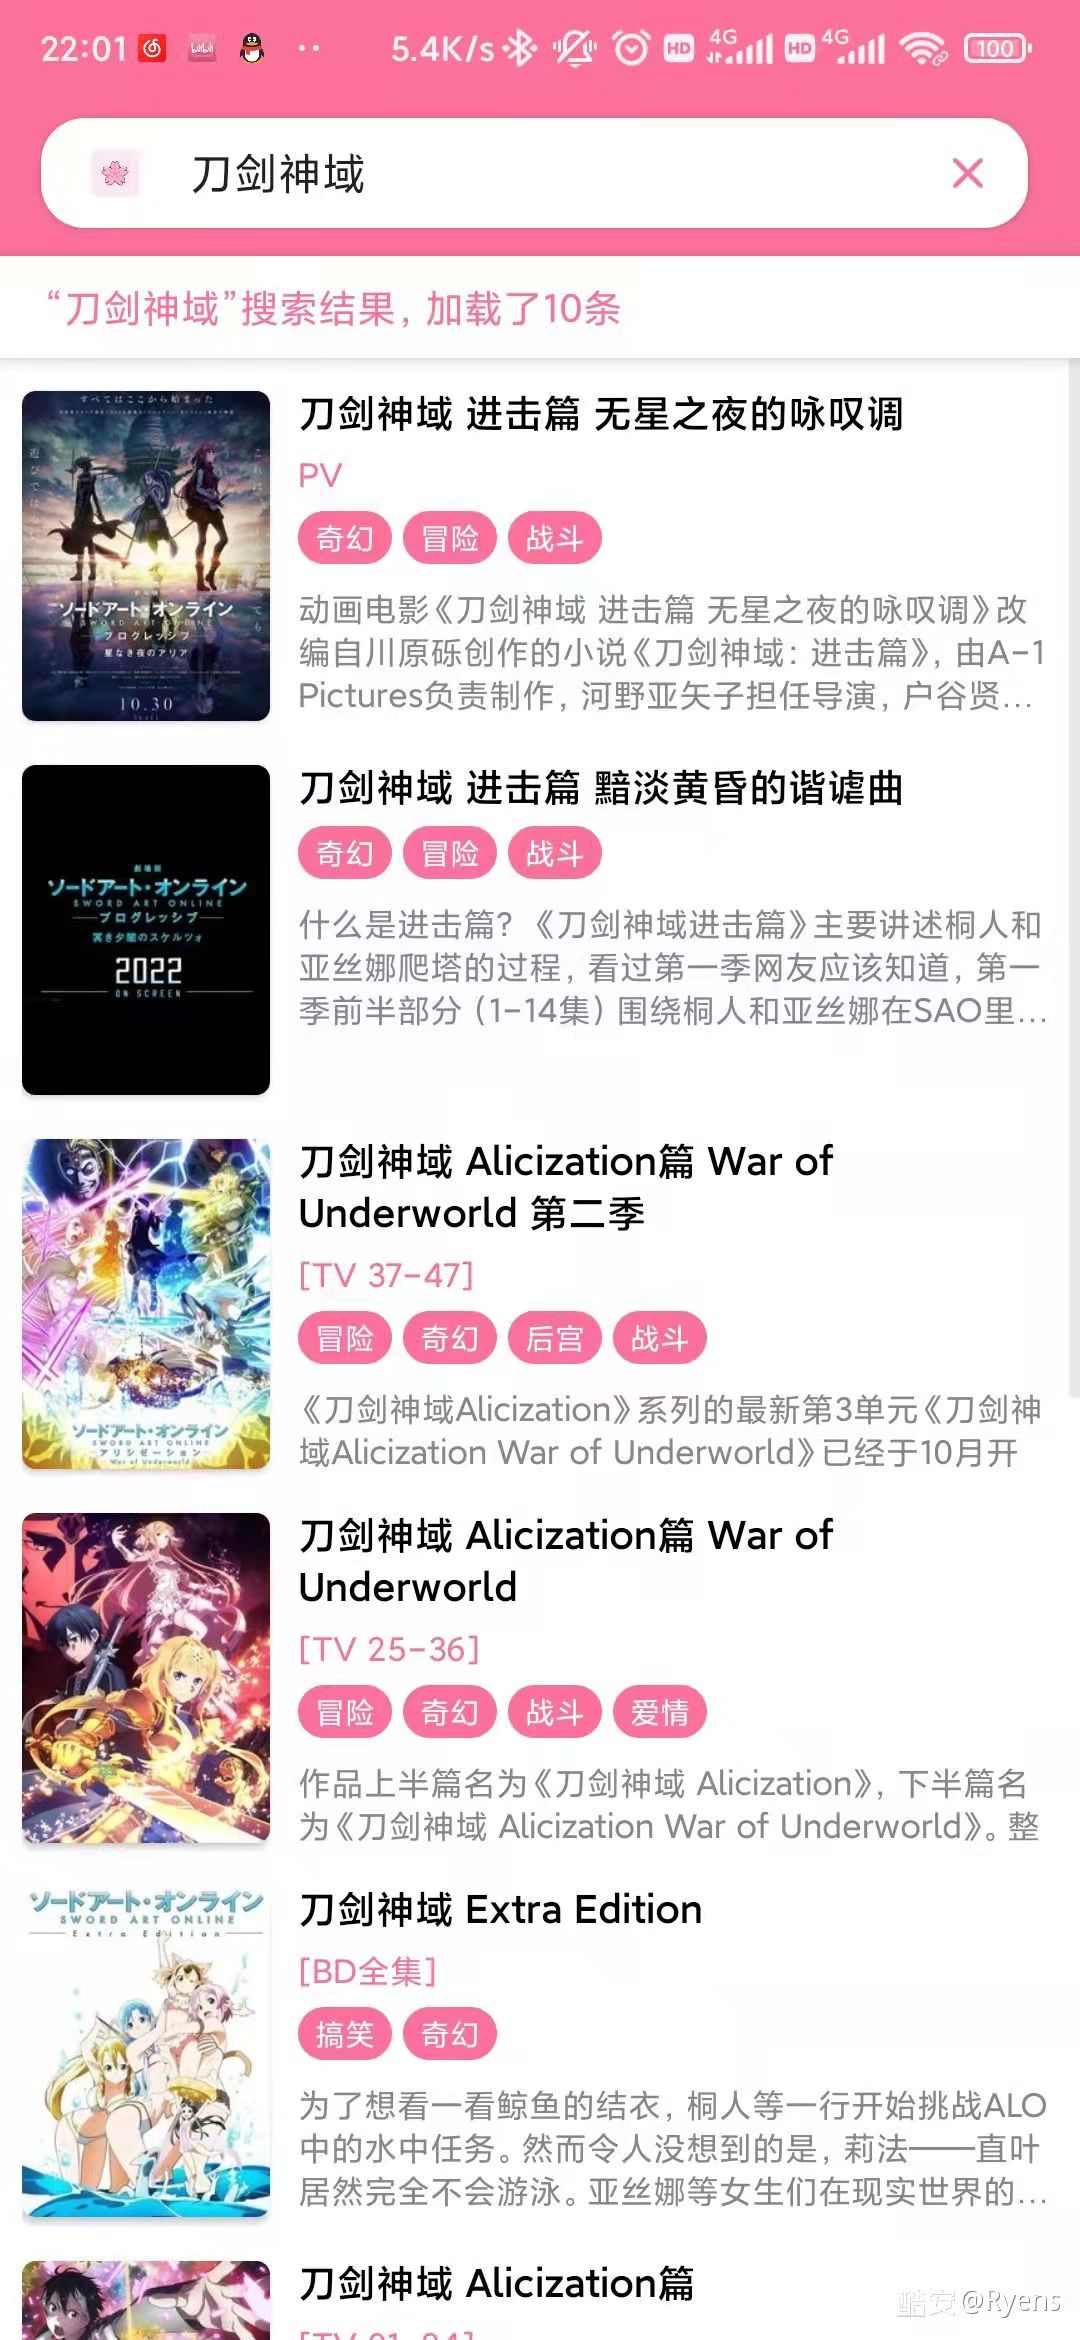 22:01
5.4K/s
HD
4G
HD
4G
100
刀剑神域
“刀剑神域”搜索结果，加载了10条
すべてはここから始まった
ソードアート・オンライン
SWORD ART ONLINE
プログレッシブ
星なき夜のアリア
10.30
刀剑神域 进击篇 无星之夜的咏叹调
PV
奇幻 冒险 战斗
动画电影《刀剑神域 进击篇 无星之夜的咏叹调》改
编自川原砾创作的小说《刀剑神域：进击篇》，由A-1
Pictures负责制作，河野亚矢子担任导演，户谷贤…
劇場版
ソードアート・オンライン
SWORD ART ONLINE
プログレッシブ
冥き夕闇のスケルツォ
2022
ON SCREEN
刀剑神域 进击篇 黯淡黄昏的谐谑曲
奇幻 冒险 战斗
什么是进击篇？《刀剑神域进击篇》主要讲述桐人和
亚丝娜爬塔的过程，看过第一季网友应该知道，第一
季前半部分（1-14集）围绕桐人和亚丝娜在SAO里…
ソードアート・オンライン
SWORD ART ONLINE
アリシゼーション
War of Underworld
刀剑神域 Alicization篇 War of
Underworld 第二季
[TV 37-47]
冒险 奇幻 后宫 战斗
《刀剑神域Alicization》系列的最新第3单元《刀剑神
域Alicization War of Underworld》已经于10月开
刀剑神域 Alicization篇 War of
Underworld
[TV 25-36]
冒险 奇幻 战斗 爱情
作品上半篇名为《刀剑神域 Alicization》，下半篇名
为《刀剑神域 Alicization War of Underworld》。整
ソードアート・オンライン
SWORD ART ONLINE
Extra Edition
刀剑神域 Extra Edition
[BD全集]
搞笑 奇幻
为了想看一看鲸鱼的结衣，桐人等一行开始挑战ALO
中的水中任务。然而令人没想到的是，莉法——直叶
居然完全不会游泳。亚丝娜等女生们在现实世界的…
刀剑神域 Alicization篇
酷安 @Ryens